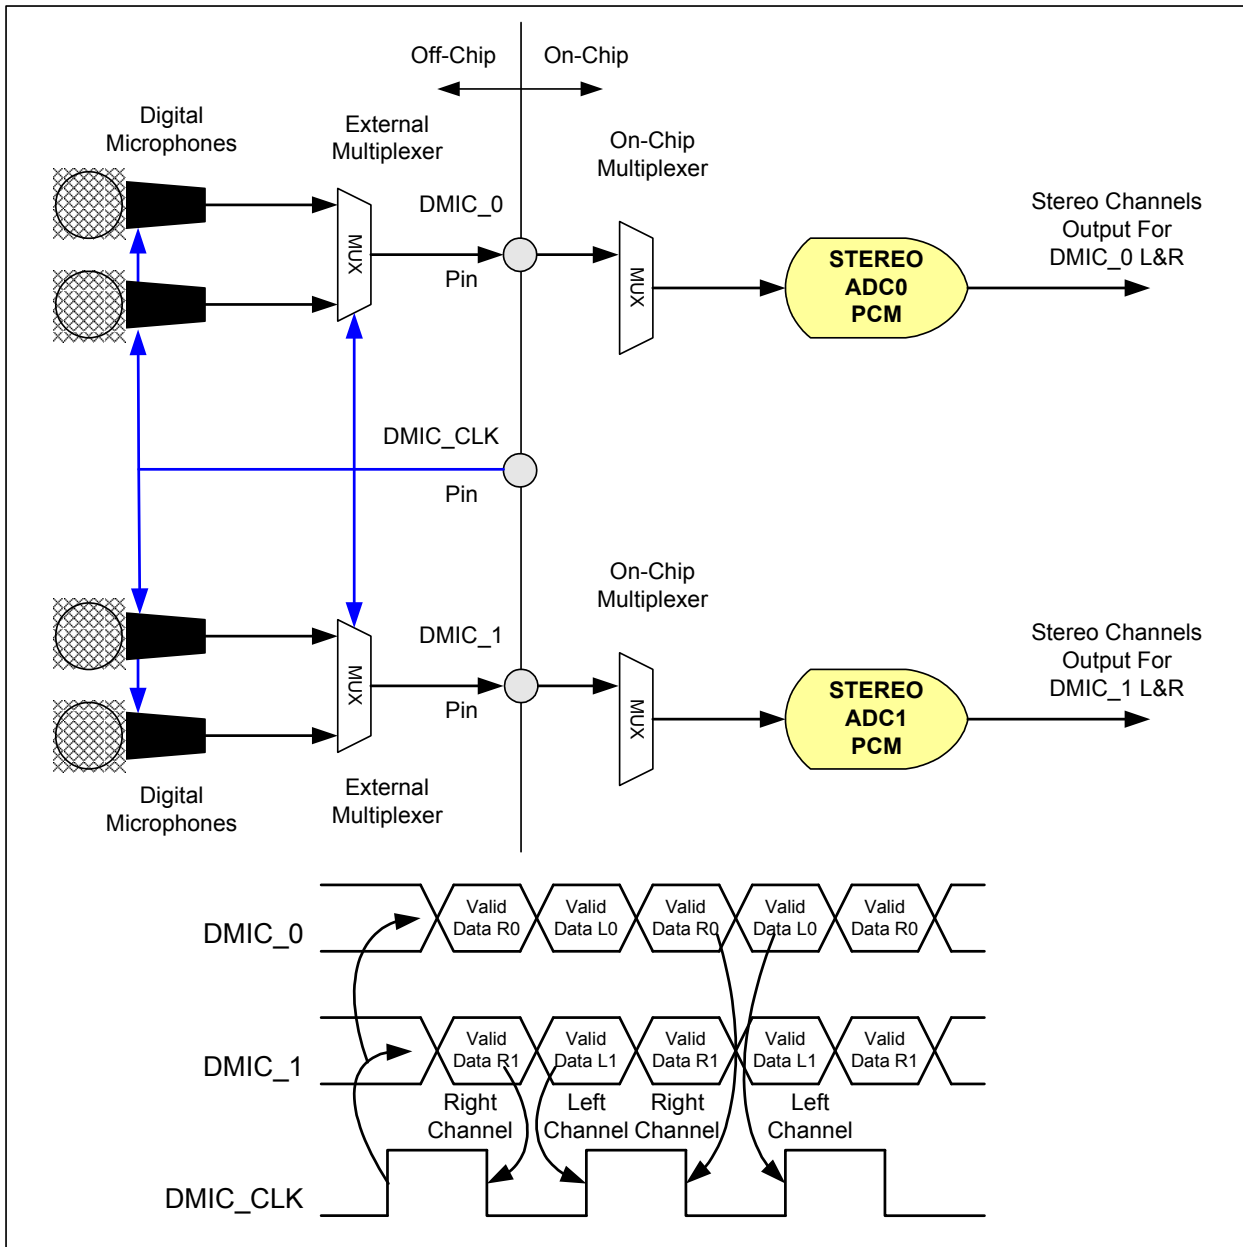 Off-Chip
On-Chip
Digital
Microphones
External
Multiplexer
On-Chip
Multiplexer
DMIC_0
MUX
Pin
MUX
STEREO
ADC0
PCM
Stereo Channels
Output For
DMIC_0 L&R
DMIC_CLK
Pin
On-Chip
Multiplexer
DMIC_1
MUX
Pin
MUX
STEREO
ADC1
PCM
Stereo Channels
Output For
DMIC_1 L&R
Digital
Microphones
External
Multiplexer
DMIC_0
Valid
Data R0
Valid
Data L0
Valid
Data R0
Valid
Data L0
Valid
Data R0
DMIC_1
Valid
Data R1
Valid
Data L1
Valid
Data R1
Valid
Data L1
Valid
Data R1
Right
Channel
Left
Channel
Right
Channel
Left
Channel
DMIC_CLK